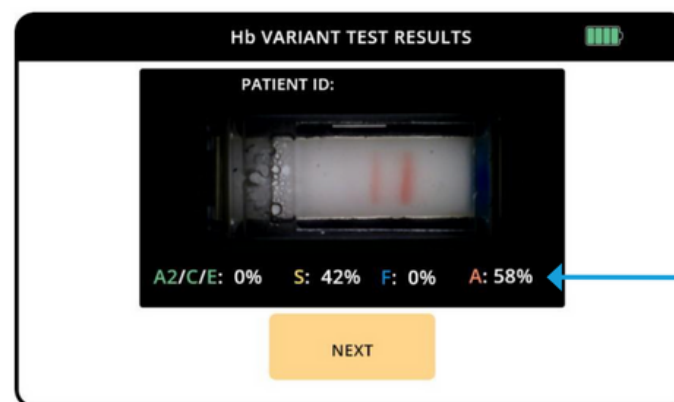 Hb VARIANT TEST RESULTS
PATIENT ID:
A2/C/E: 0% S: 42% F: 0% A: 58%
NEXT